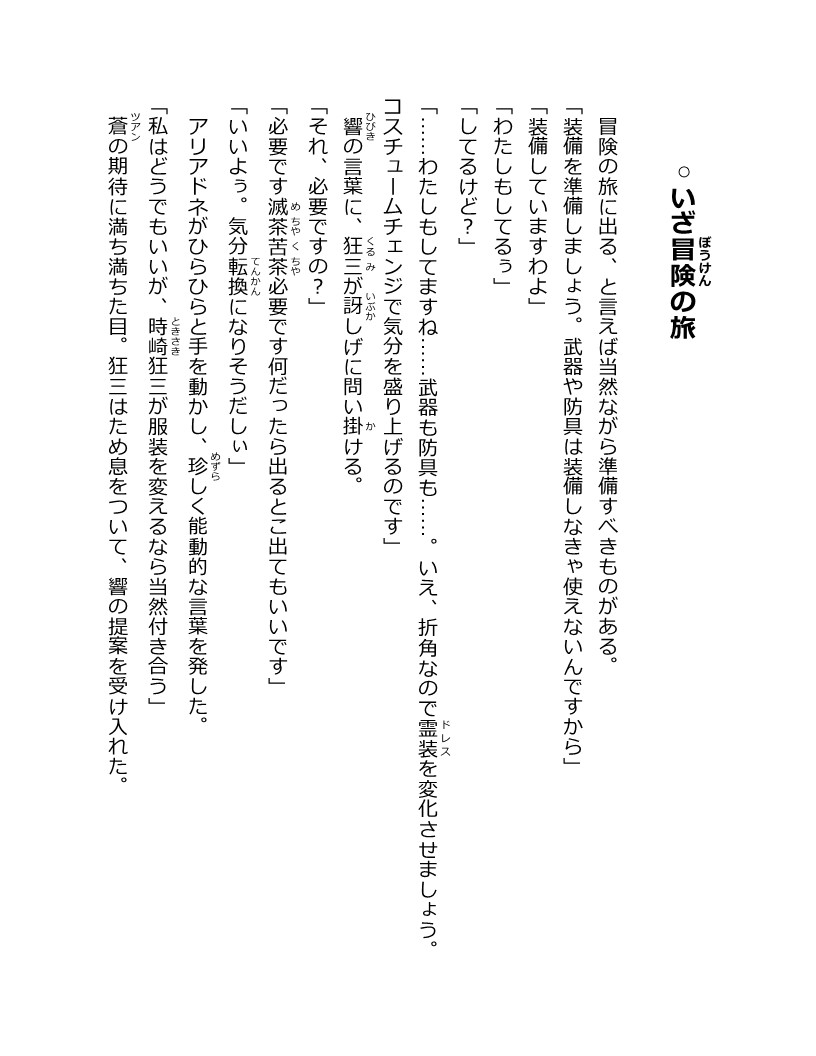 ○いざ冒険の旅
冒険の旅に出る、と言えば当然ながら準備すべきものがある。
「装備を準備しましょう。武器や防具は装備しなきゃ使えないんですから」
「装備していますわよ」
「わたしもしてるぅ」
「してるけど？」
「……わたしもしてますね……武器も防具も……。いえ、折角なので霊装を変化させましょう。
コスチュームチェンジで気分を盛り上げるのです」
響の言葉に、狂三が訝しげに問い掛ける。
「それ、必要ですの？」
「必要です滅茶苦茶必要です何だったら出るとこ出てもいいです」
「いいよぅ。気分転換になりそうだしぃ」
アリアドネがひらひらと手を動かし、珍しく能動的な言葉を発した。
「私はどうでもいいが、時崎狂三が服装を変えるなら当然付き合う」
蒼の期待に満ち満ちた目。狂三はため息をついて、響の提案を受け入れた。